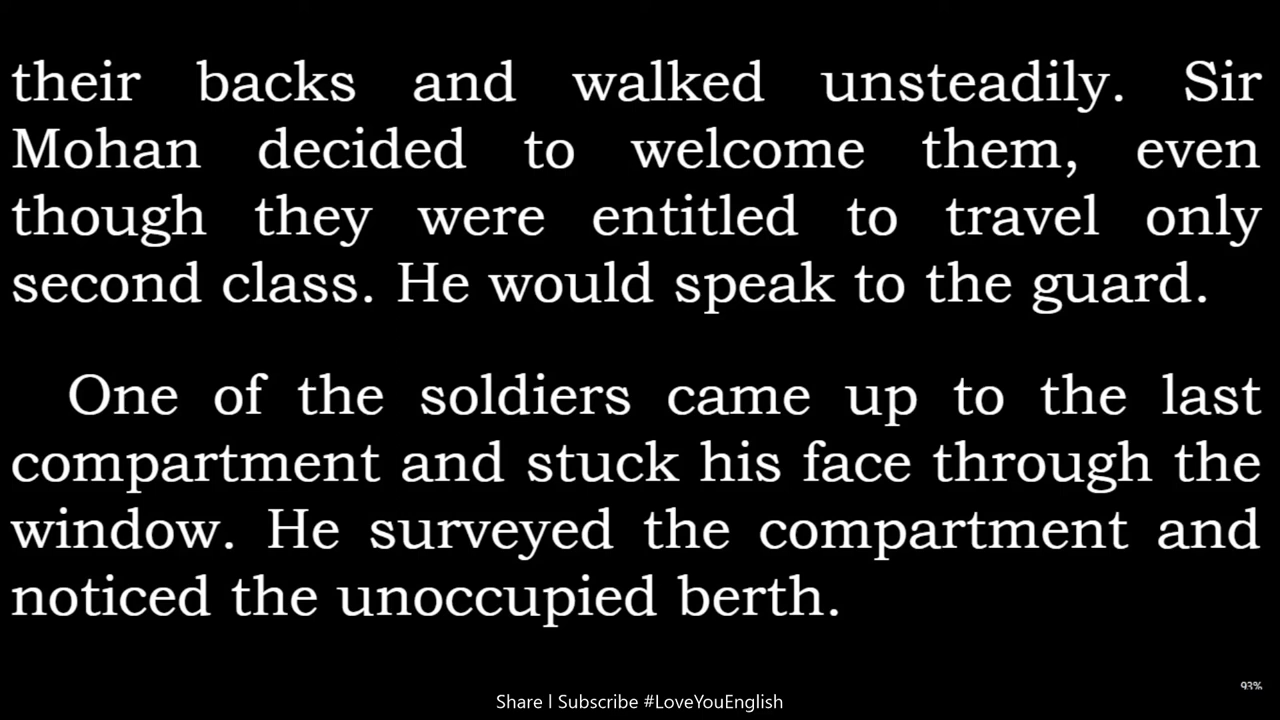 their backs and walked unsteadily. Sir
Mohan decided to welcome them, even
though they were entitled to travel only
second class. He would speak to the guard.
One of the soldiers came up to the last
compartment and stuck his face through the
window. He surveyed the compartment and
noticed the unoccupied berth.
93%
Share | Subscribe #LoveYouEnglish